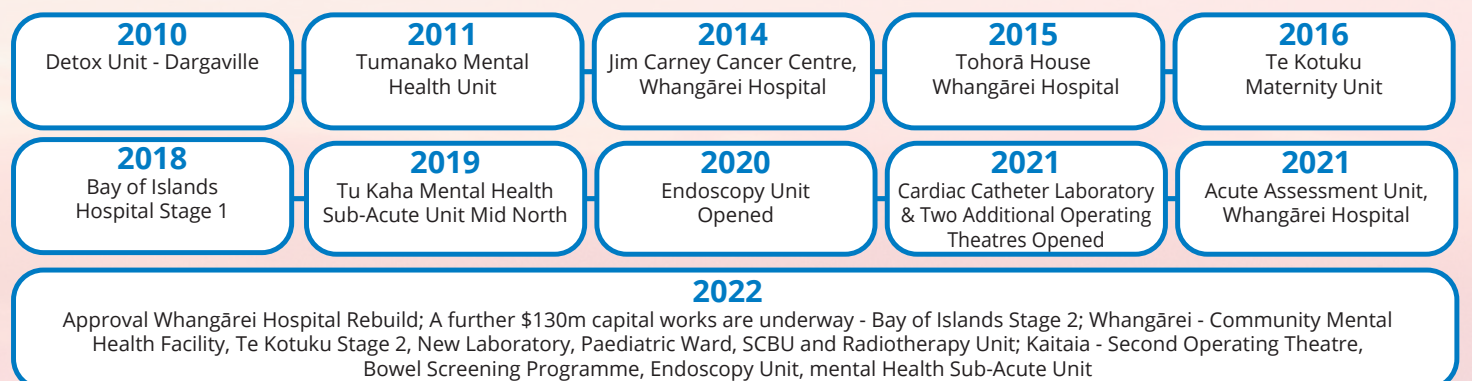 2010
Detox Unit - Dargaville
2011
Tumanako Mental
Health Unit
2014
Jim Carney Cancer Centre,
Whangārei Hospital
2015
Tohorā House
Whangārei Hospital
2016
Te Kotuku
Maternity Unit
2018
Bay of Islands
Hospital Stage 1
2019
Tu Kaha Mental Health
Sub-Acute Unit Mid North
2020
Endoscopy Unit
Opened
2021
Cardiac Catheter Laboratory
& Two Additional Operating
Theatres Opened
2021
Acute Assessment Unit,
Whangārei Hospital
2022
Approval Whangārei Hospital Rebuild; A further $130m capital works are underway - Bay of Islands Stage 2; Whangārei - Community Mental
Health Facility, Te Kotuku Stage 2, New Laboratory, Paediatric Ward, SCBU and Radiotherapy Unit; Kaitaia - Second Operating Theatre,
Bowel Screening Programme, Endoscopy Unit, mental Health Sub-Acute Unit